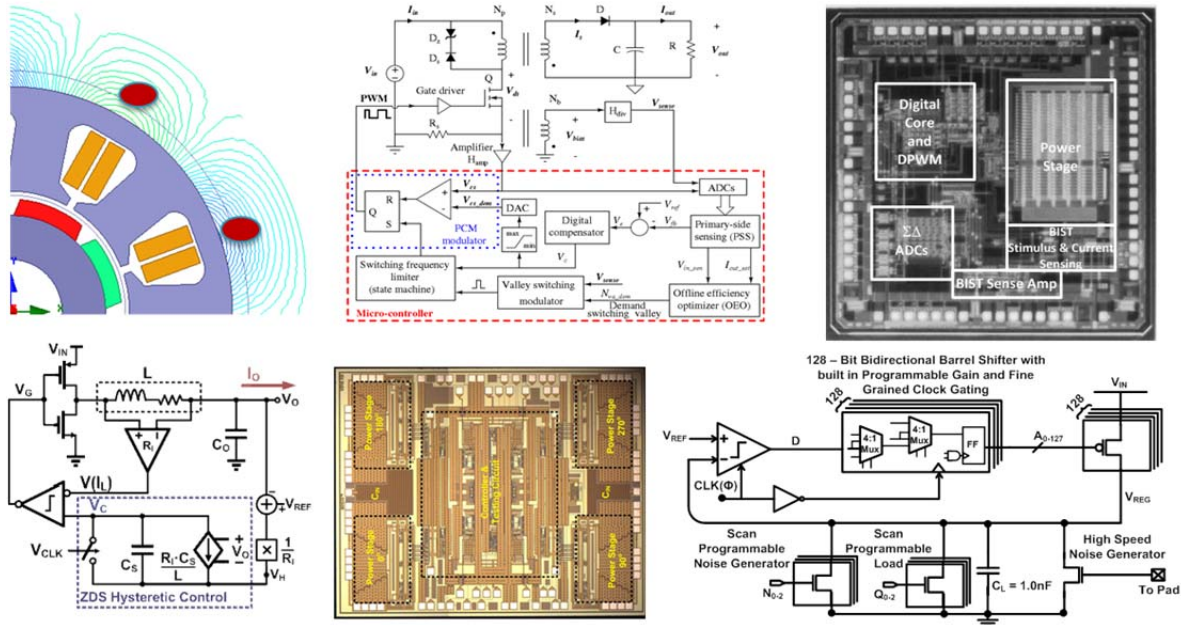 I_in
N_p
N_s
D
I_out
I_s
D_z
D_s
C
R
V_out
V_in
Q
Gate driver
V_ds
PWM
N_b
H_div
V_sense
R_s
V_bias
Amplifier
H_amp
R
Q
S
PCM
modulator
V_cs
V_cs_dem
DAC
ADCs
max
min
Digital
compensator
V_e
V_ref
V_fb
Primary-side
sensing (PSS)
V_c
Switching frequency
limiter
(state machine)
Valley switching
modulator
V_sense
Demand
switching valley
Offline efficiency
optimizer (OEO)
Micro-controller
Digital
Core
and
DPWM
Power
Stage
ΣΔ
ADCs
BIST
Stimulus & Current
Sensing
BIST Sense Amp
V_IN
V_G
L
I_O
V_O
R_I
C_O
V(I_L)
V_C
V_REF
V_CLK
C_S
R_I·C_S
L
V_O
1
R_I
V_H
ZDS Hysteretic Control
Power Stage
180°
Power Stage
270°
C_IN
Controller &
Testing Circuit
C_IN
Power Stage
0°
Power Stage
90°
128 – Bit Bidirectional Barrel Shifter with
built in Programmable Gain and Fine
Grained Clock Gating
128
4:1
Mux
4:1
Mux
FF
128
V_IN
V_REF
D
A_0-127
CLK(Φ)
V_REG
Scan
Programmable
Noise Generator
Scan
Programmable
Load
High Speed
Noise Generator
N_0-2
Q_0-2
C_L = 1.0nF
To Pad